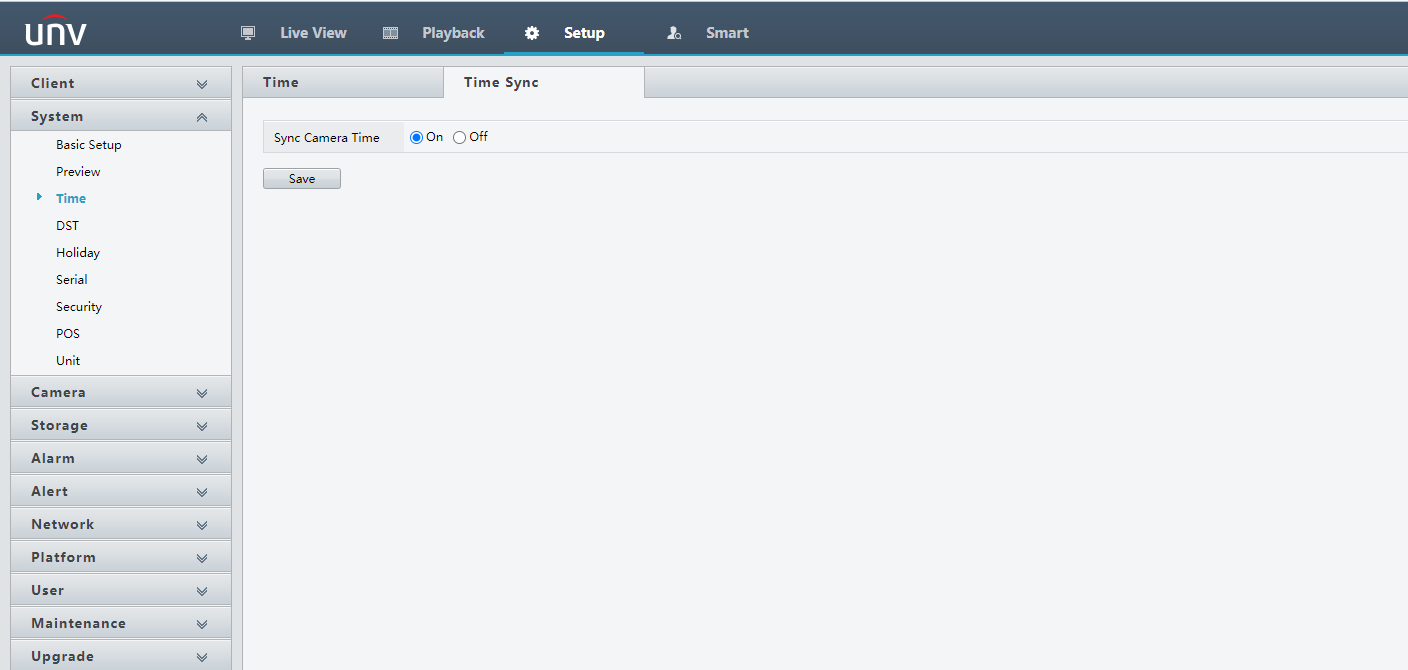 unv
Live View
Playback
Setup
Smart
Client
System
Basic Setup
Preview
Time
DST
Holiday
Serial
Security
POS
Unit
Camera
Storage
Alarm
Alert
Network
Platform
User
Maintenance
Upgrade
Time
Time Sync
Sync Camera Time On Off
Save